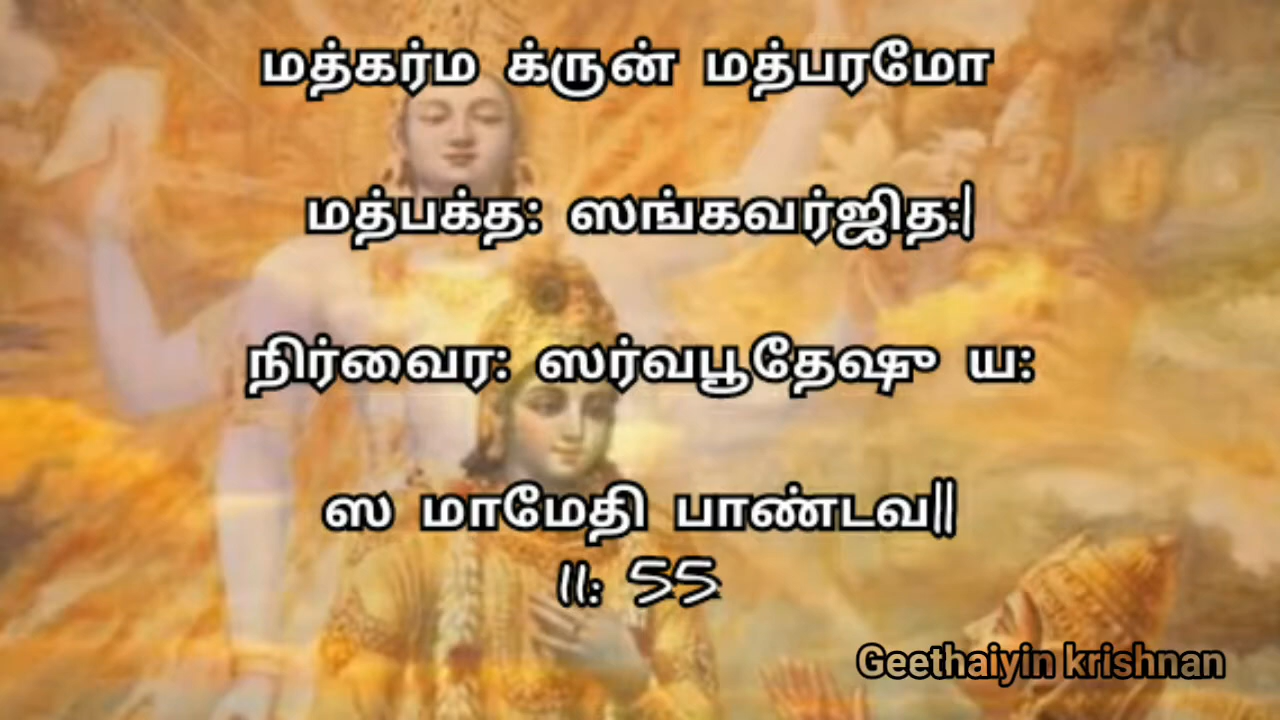 மத்கர்ம க்ருன் மத்பரமோ
மத்பக்த: ஸங்கவர்ஜித:|
நிர்வைர: ஸர்வபூதேஷு ய:
ஸ மாமேதி பாண்டவ||
11: 55
Geethaiyin krishnan